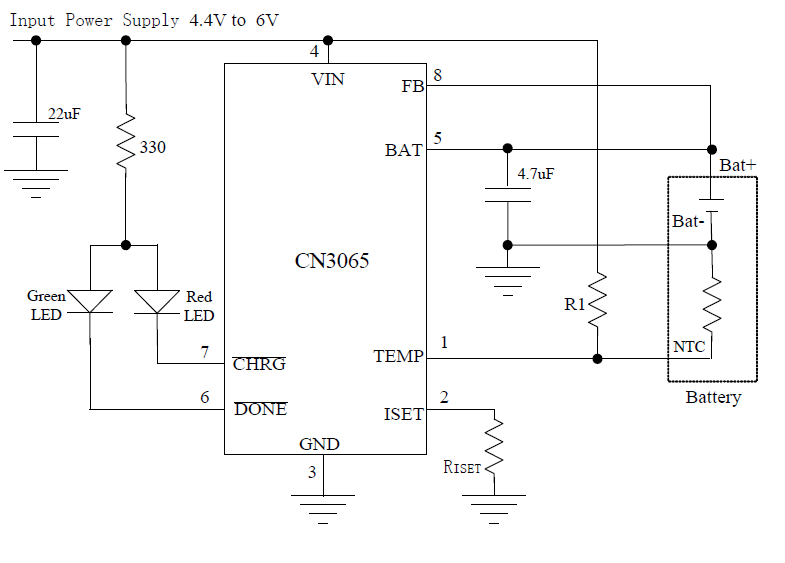 Input Power Supply 4.4V to 6V
4
VIN
8
FB
22uF
330
5
BAT
4.7uF
Bat+
Bat-
CN3065
Green
LED
Red
LED
R1
7
CHRG
1
TEMP
NTC
6
DONE
2
ISET
Battery
GND
3
RISET